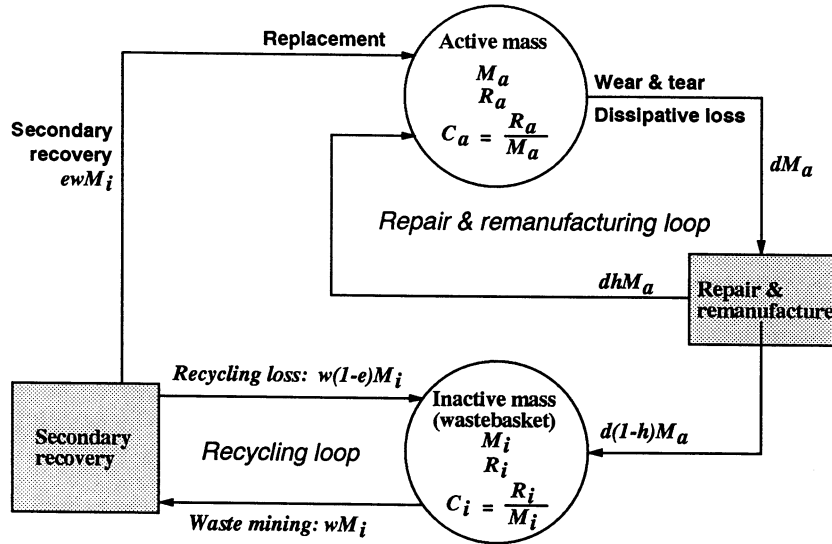 Replacement
Active mass
M_a
R_a
C_a = R_a / M_a
Wear & tear
Dissipative loss
Secondary
recovery
ewM_i
dM_a
Repair & remanufacturing loop
dhM_a
Repair &
remanufacture
Recycling loss: w(1-e)M_i
Inactive mass
(wastebasket)
M_i
R_i
C_i = R_i / M_i
d(1-h)M_a
Secondary
recovery
Recycling loop
Waste mining: wM_i